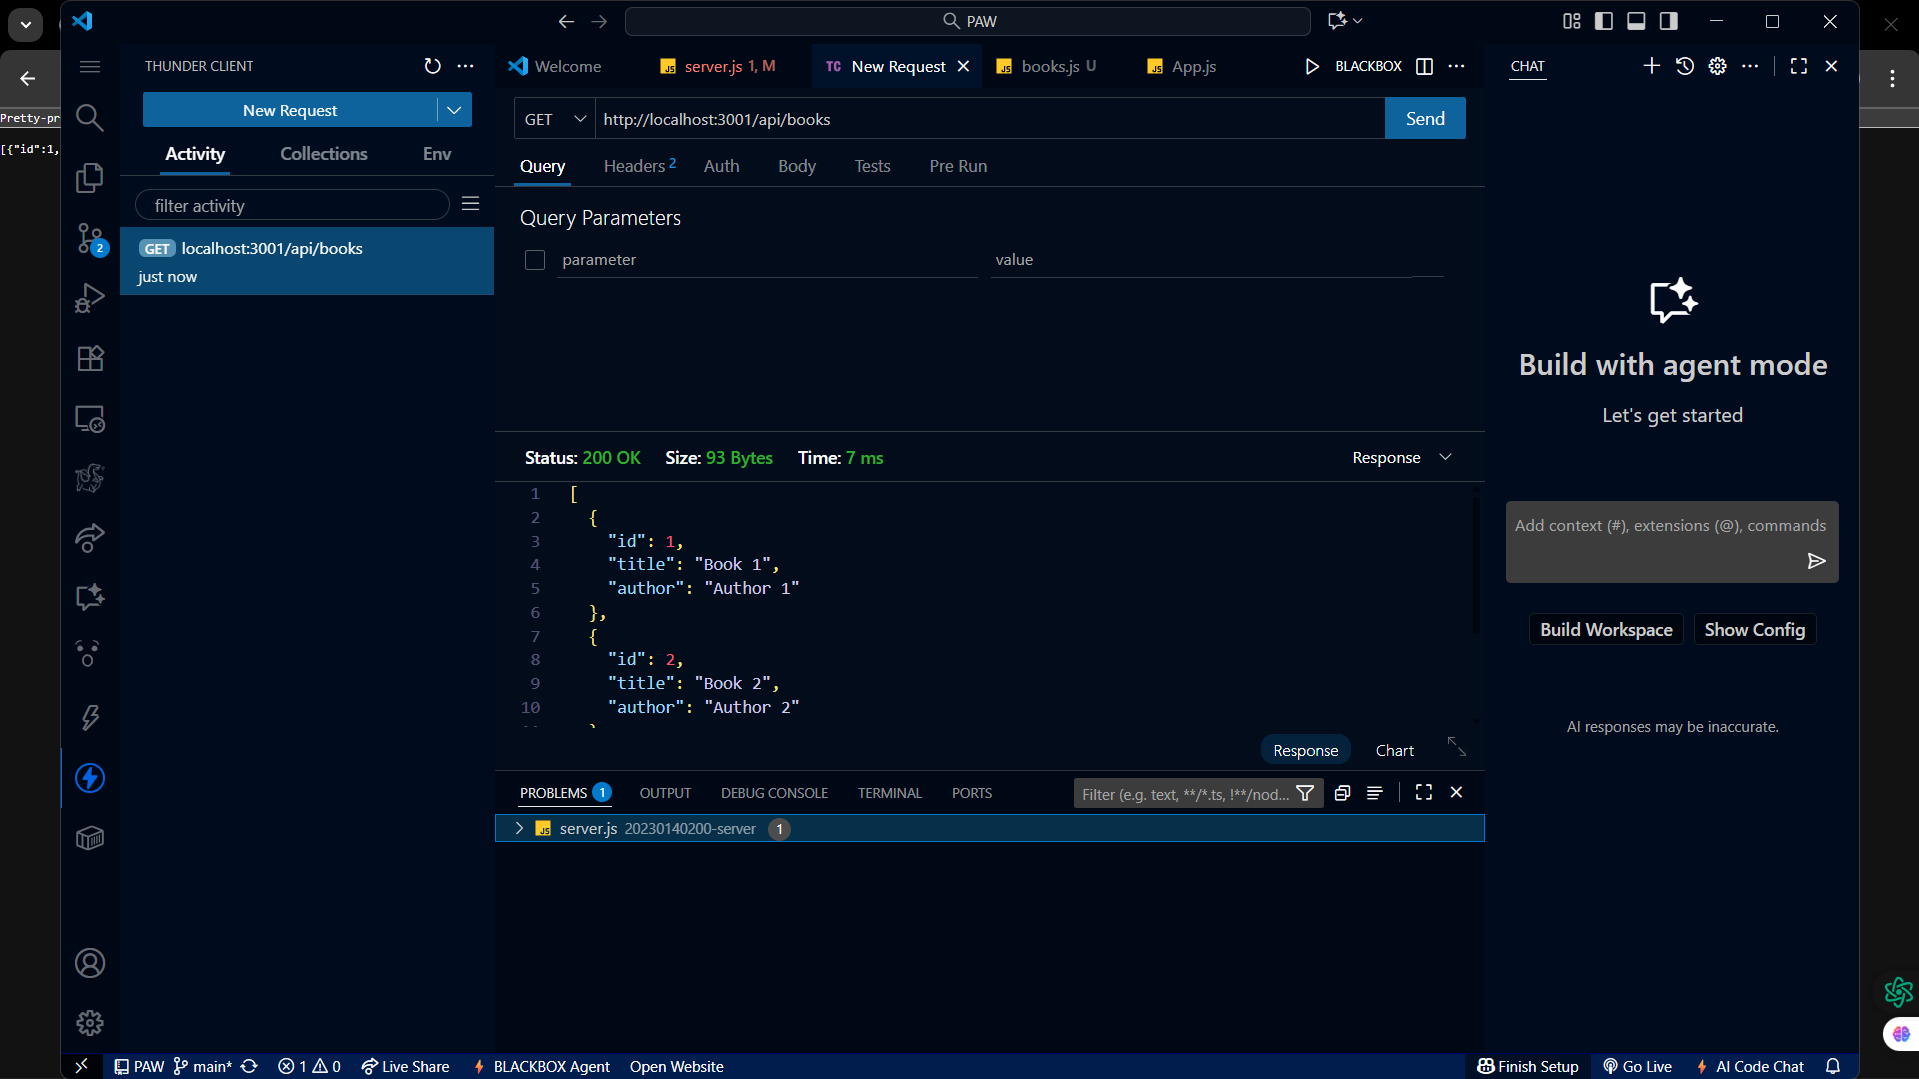 PAW
THUNDER CLIENT
New Request
Activity
Collections
Env
filter activity
GET localhost:3001/api/books
just now
Welcome
JS server.js 1, M
TC New Request
JS books.js U
JS App.js
BLACKBOX
GET
http://localhost:3001/api/books
Send
Query
Headers 2
Auth
Body
Tests
Pre Run
Query Parameters
parameter
value
Status: 200 OK
Size: 93 Bytes
Time: 7 ms
Response
1 [
2 {
3 "id": 1,
4 "title": "Book 1",
5 "author": "Author 1"
6 },
7 {
8 "id": 2,
9 "title": "Book 2",
10 "author": "Author 2"
Response
Chart
PROBLEMS 1
OUTPUT
DEBUG CONSOLE
TERMINAL
PORTS
Filter (e.g. text, **/*.ts, !**/nod...
JS server.js 20230140200-server 1
CHAT
Build with agent mode
Let's get started
Add context (#), extensions (@), commands
Build Workspace
Show Config
AI responses may be inaccurate.
2
Pretty-pr
[{"id":1,
PAW
main*
1
0
Live Share
BLACKBOX Agent
Open Website
Finish Setup
Go Live
AI Code Chat